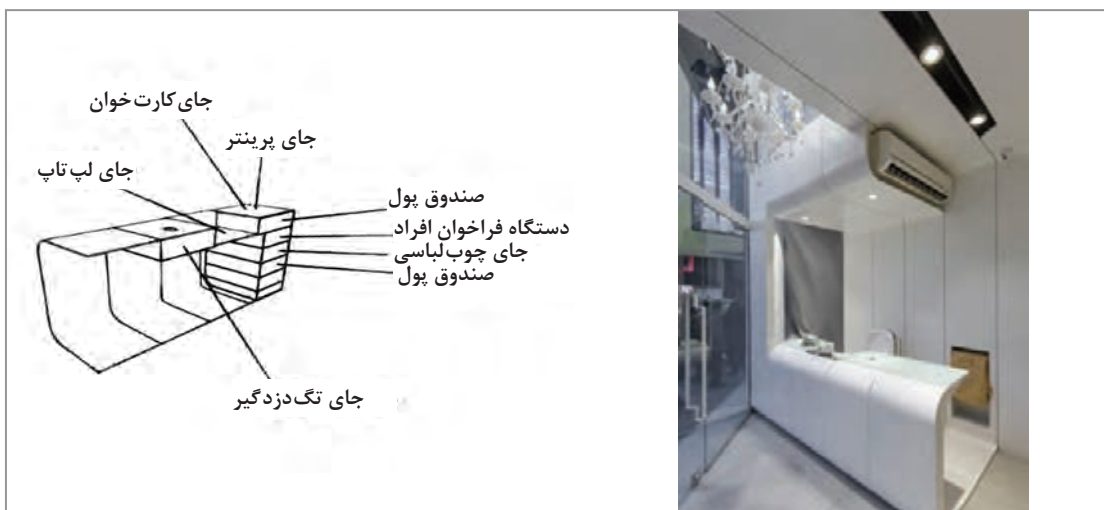 جای کارت‌خوان
جای پرینتر
جای لپ‌تاپ
صندوق پول
دستگاه فراخوان افراد
جای چوب‌لباسی
صندوق پول
جای تگ‌دزدگیر